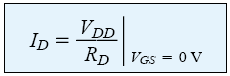 I_D = V_DD / R_D | V_GS = 0 V